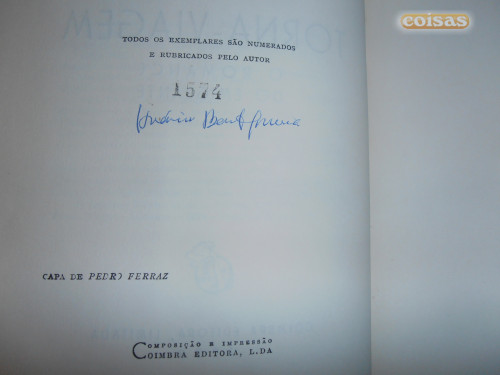 coisas
TODOS OS EXEMPLARES SÃO NUMERADOS
E RUBRICADOS PELO AUTOR
1574
CAPA DE PEDRO FERRAZ
COMPOSIÇÃO E IMPRESSÃO
COIMBRA EDITORA, L.DA